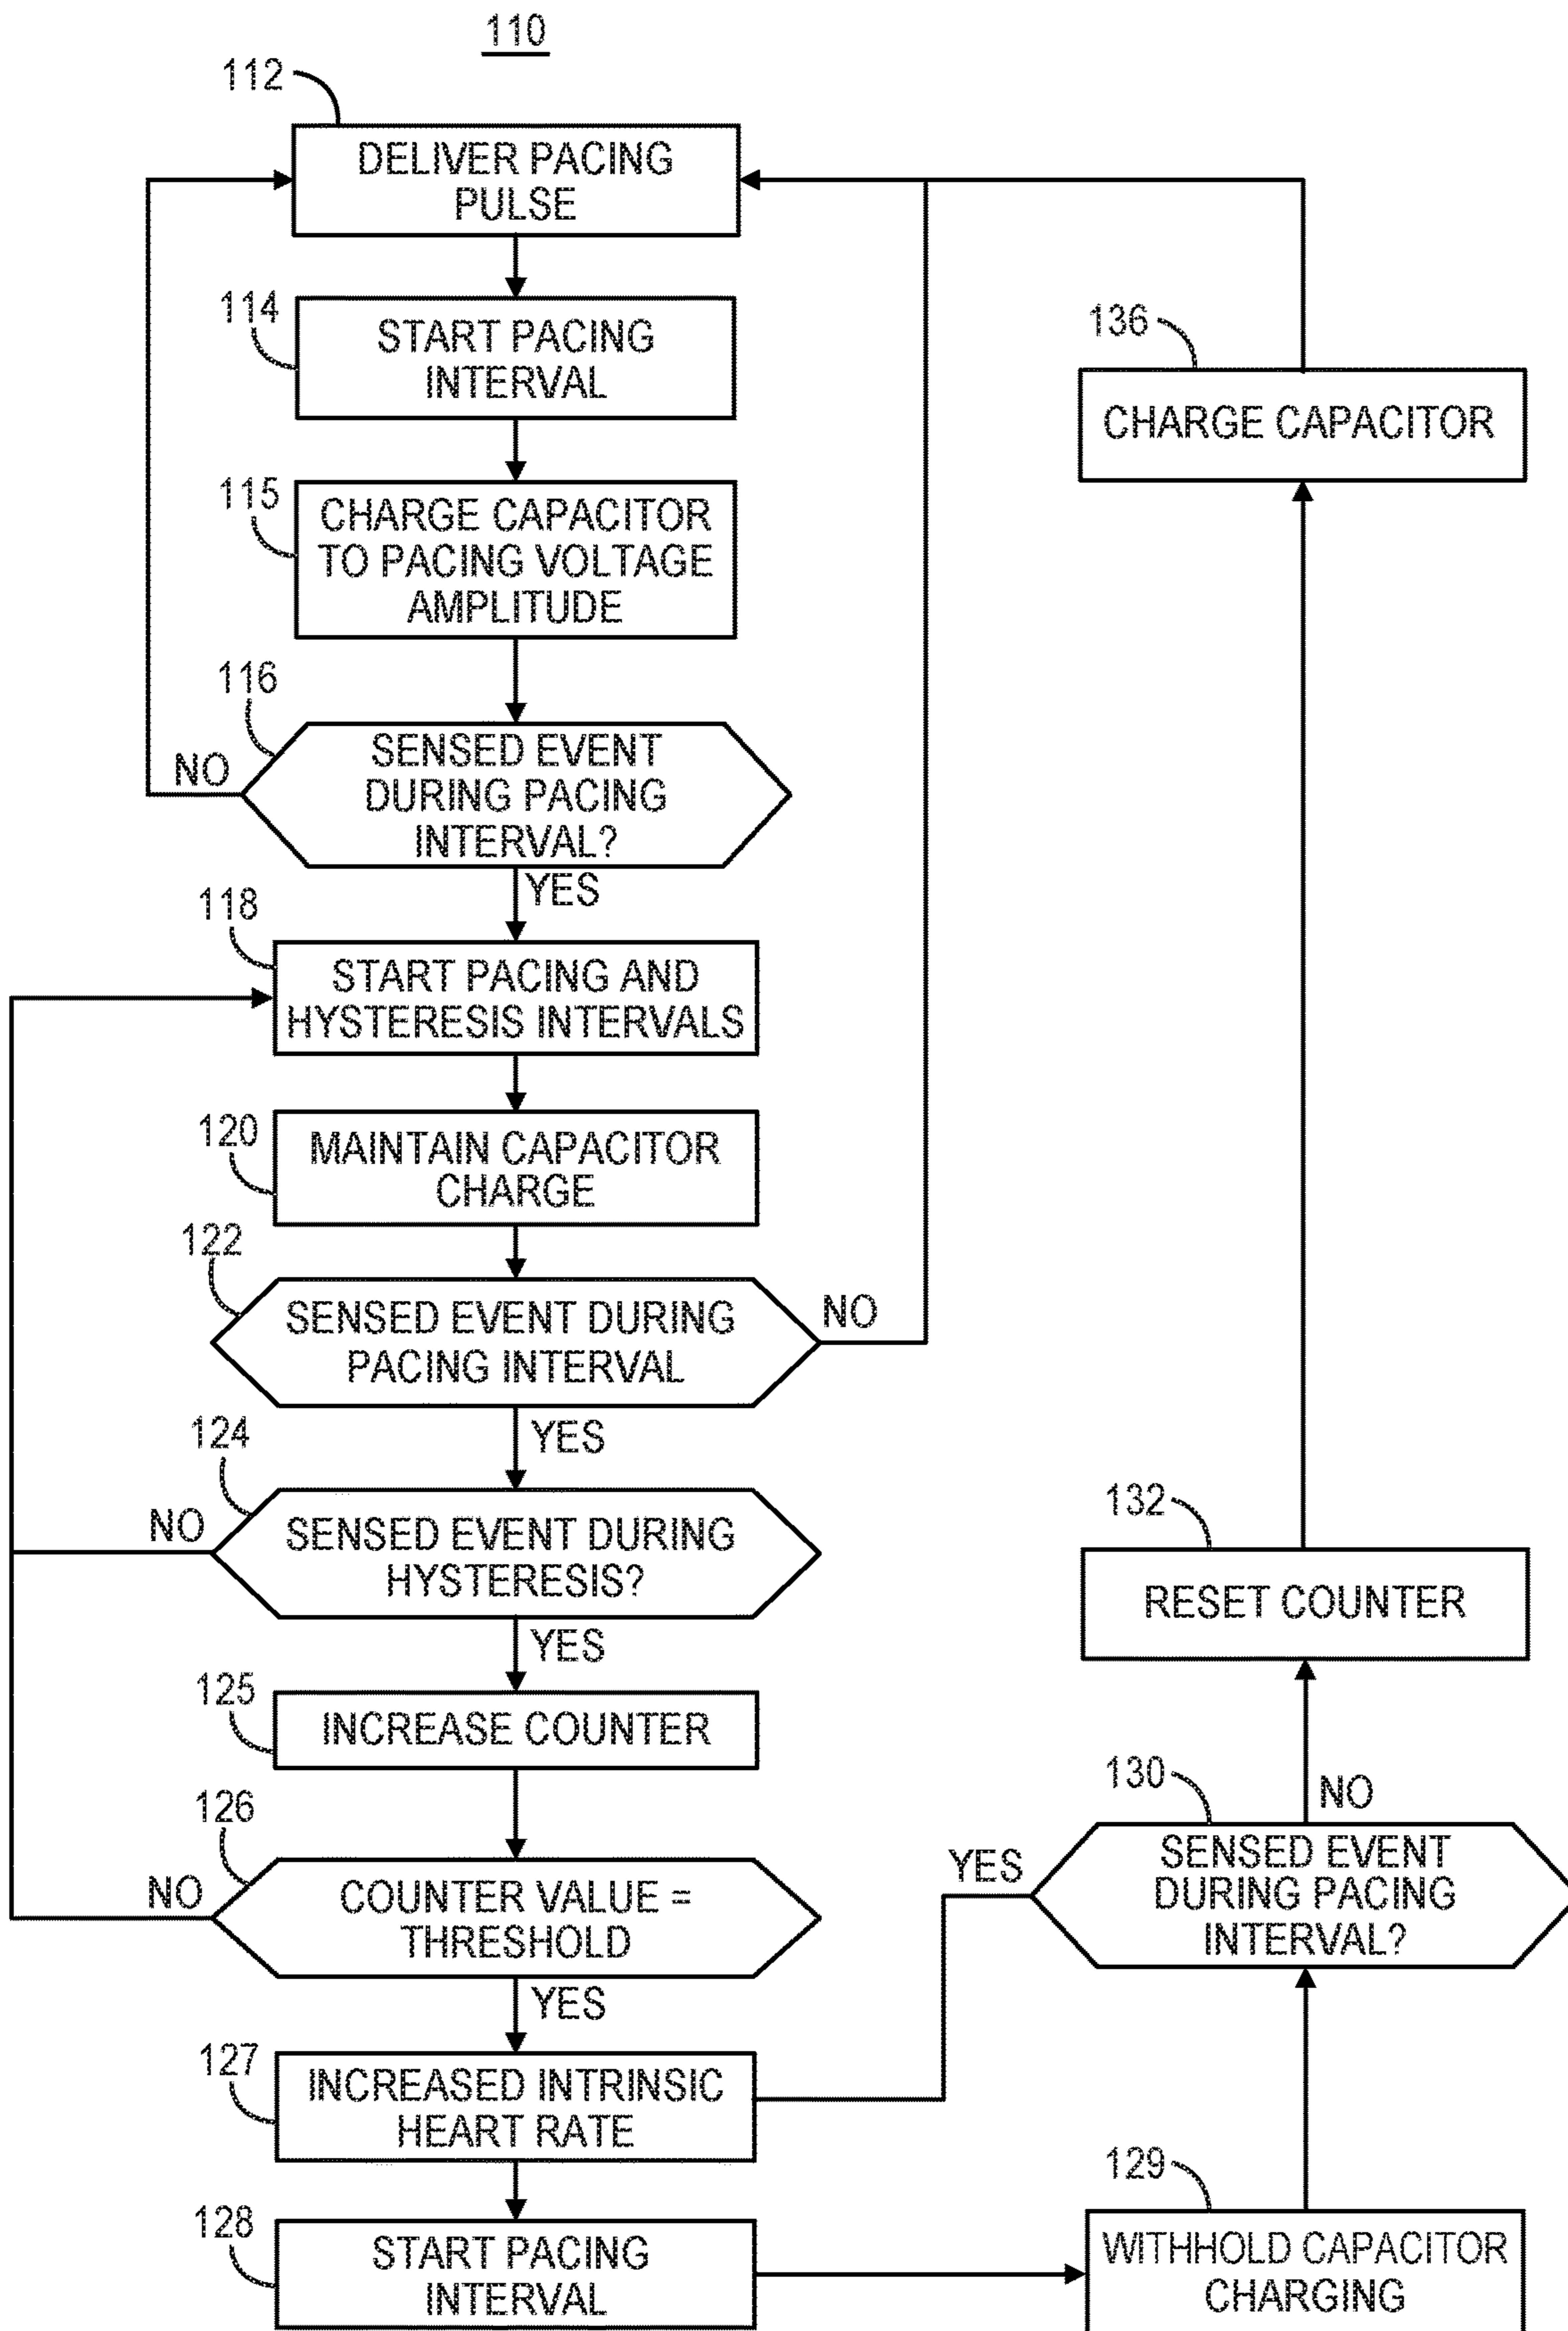 110
112
DELIVER PACING
PULSE
114
START PACING
INTERVAL
136
CHARGE CAPACITOR
115
CHARGE CAPACITOR
TO PACING VOLTAGE
AMPLITUDE
116
SENSED EVENT
DURING PACING
INTERVAL?
NO
YES
118
START PACING AND
HYSTERESIS INTERVALS
120
MAINTAIN CAPACITOR
CHARGE
122
SENSED EVENT DURING
PACING INTERVAL
NO
YES
124
NO
SENSED EVENT DURING
HYSTERESIS?
YES
132
RESET COUNTER
125
INCREASE COUNTER
126
NO
COUNTER VALUE =
THRESHOLD
YES
130
NO
YES
SENSED EVENT
DURING PACING
INTERVAL?
127
INCREASED INTRINSIC
HEART RATE
128
START PACING
INTERVAL
129
WITHHOLD CAPACITOR
CHARGING